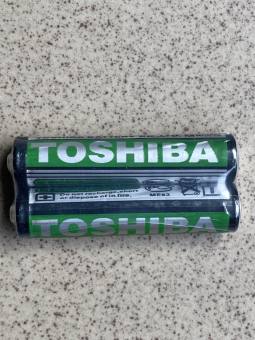 TOSHIBA
Do not recharge, short
or dispose of in fire.
TOSHIBA